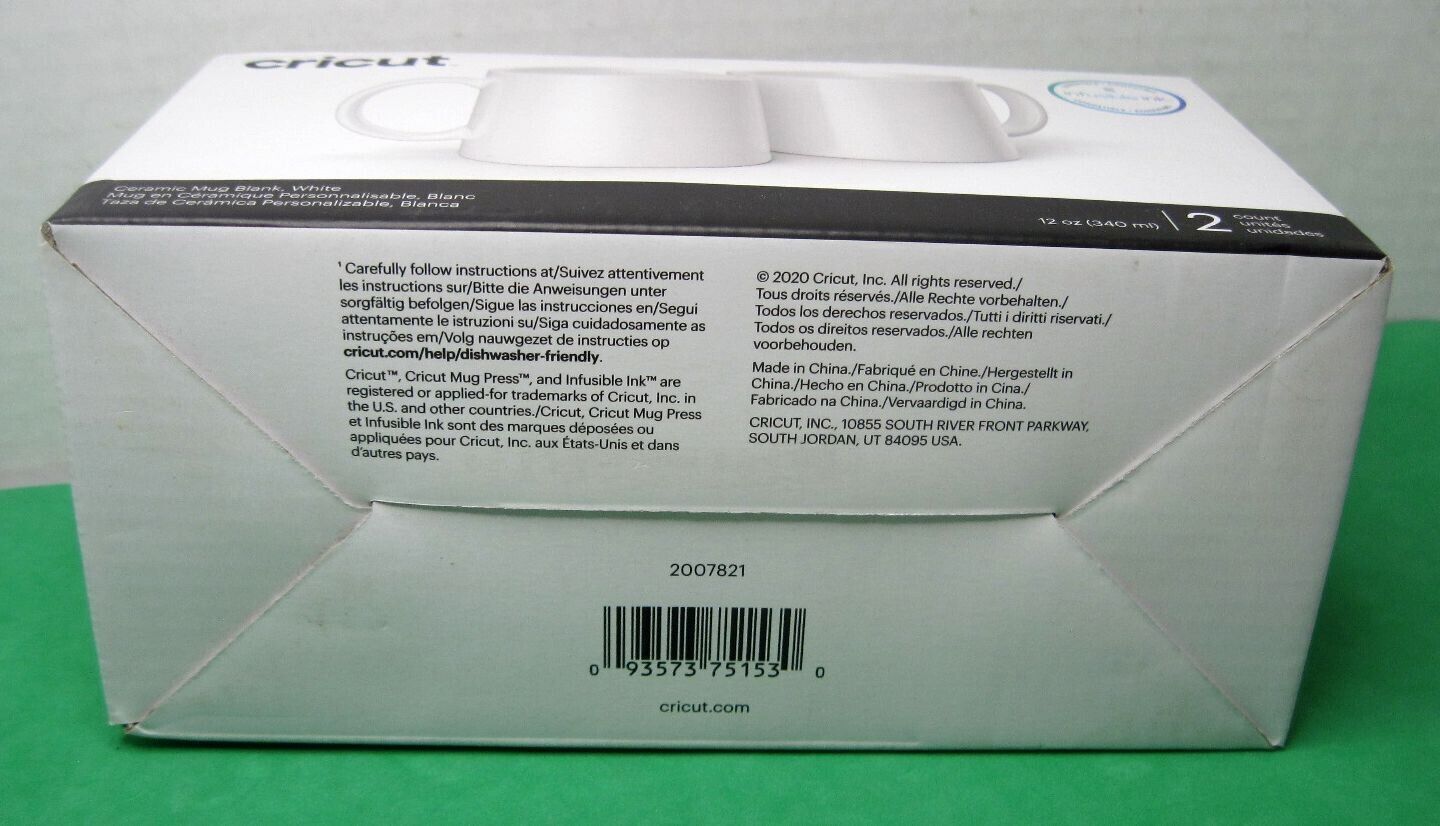 cricut
infusible ink
Ceramic Mug Blank, White
Mug en Céramique Personnalisable, Blanc
Taza de Cerámica Personalizable, Blanca
12 oz (340 ml)
2
count
unités
unidades
¹ Carefully follow instructions at/Suivez attentivement
les instructions sur/Bitte die Anweisungen unter
sorgfältig befolgen/Sigue las instrucciones en/Segui
attentamente le istruzioni su/Siga cuidadosamente as
instruções em/Volg nauwgezet de instructies op
cricut.com/help/dishwasher-friendly.
Cricut™, Cricut Mug Press™, and Infusible Ink™ are
registered or applied-for trademarks of Cricut, Inc. in
the U.S. and other countries./Cricut, Cricut Mug Press
et Infusible Ink sont des marques déposées ou
appliquées pour Cricut, Inc. aux États-Unis et dans
d'autres pays.
© 2020 Cricut, Inc. All rights reserved./
Tous droits réservés./Alle Rechte vorbehalten./
Todos los derechos reservados./Tutti i diritti riservati./
Todos os direitos reservados./Alle rechten
voorbehouden.
Made in China./Fabriqué en Chine./Hergestellt in
China./Hecho en China./Prodotto in Cina./
Fabricado na China./Vervaardigd in China.
CRICUT, INC., 10855 SOUTH RIVER FRONT PARKWAY,
SOUTH JORDAN, UT 84095 USA.
2007821
0 93573 75153 0
cricut.com